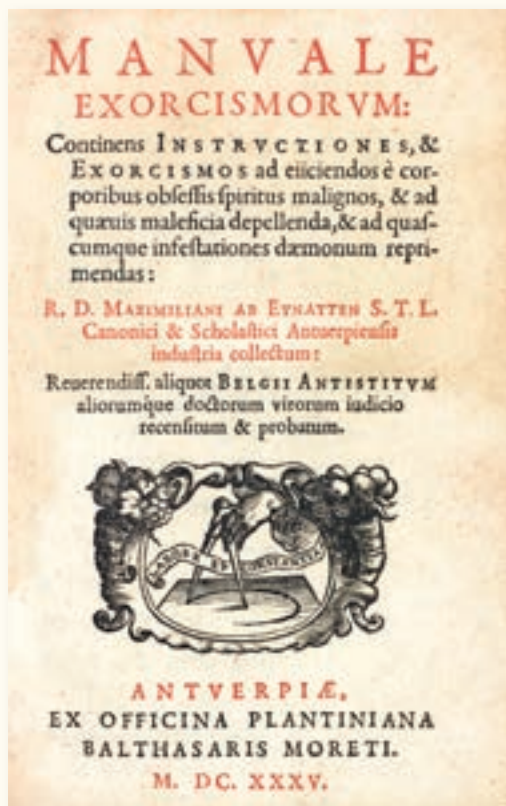 MANVALE
EXORCISMORVM:
Continens INSTRVCTIONES, &
EXORCISMOS ad eiiciendos è cor-
poribus obsessis spiritus malignos, & ad
quæuis maleficia depellenda, & ad quas-
cumque infestationes dæmonum repri-
mendas:
R. D. MAXIMILIANI AB EYNATTEN S. T. L.
Canonici & Scholastici Antuerpiensis
industria collectum:
Reuerendiss. aliquot BELGII ANTISTITVM
aliorumque doctorum virorum iudicio
recensitum & probatum.
LABORE ET CONSTANTIA
ANTVERPIÆ,
EX OFFICINA PLANTINIANA
BALTHASARIS MORETI.
M. DC. XXXV.